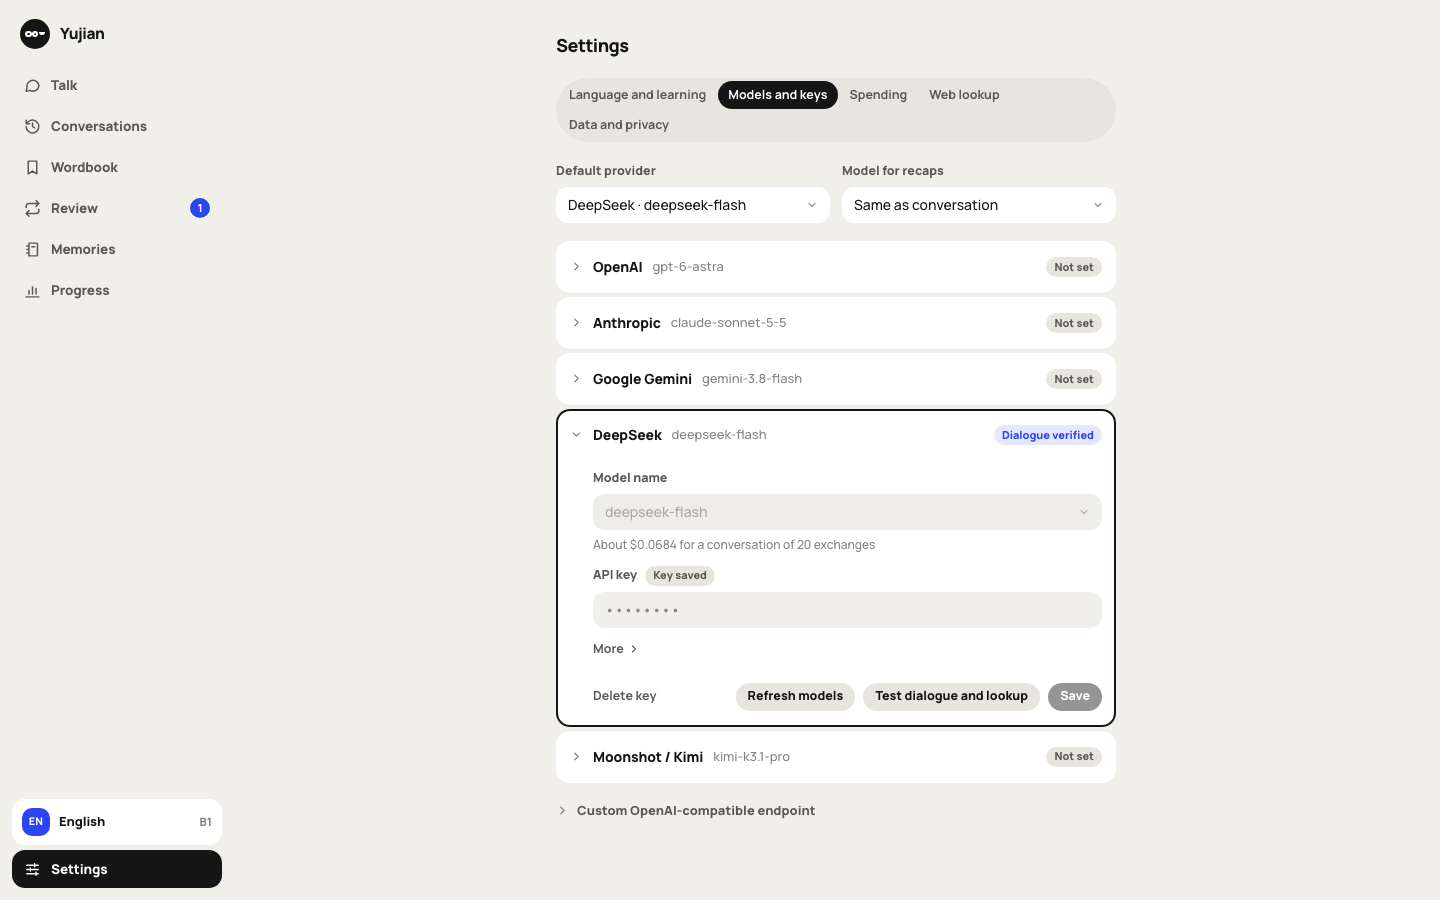 Yujian
Talk
Conversations
Wordbook
Review 1
Memories
Progress
EN English B1
Settings
Settings
Language and learning Models and keys Spending Web lookup
Data and privacy
Default provider Model for recaps
DeepSeek · deepseek-flash Same as conversation
OpenAI gpt-6-astra Not set
Anthropic claude-sonnet-5-5 Not set
Google Gemini gemini-3.8-flash Not set
DeepSeek deepseek-flash Dialogue verified
Model name
deepseek-flash
About $0.0684 for a conversation of 20 exchanges
API key Key saved
••••••••
More
Delete key Refresh models Test dialogue and lookup Save
Moonshot / Kimi kimi-k3.1-pro Not set
Custom OpenAI-compatible endpoint